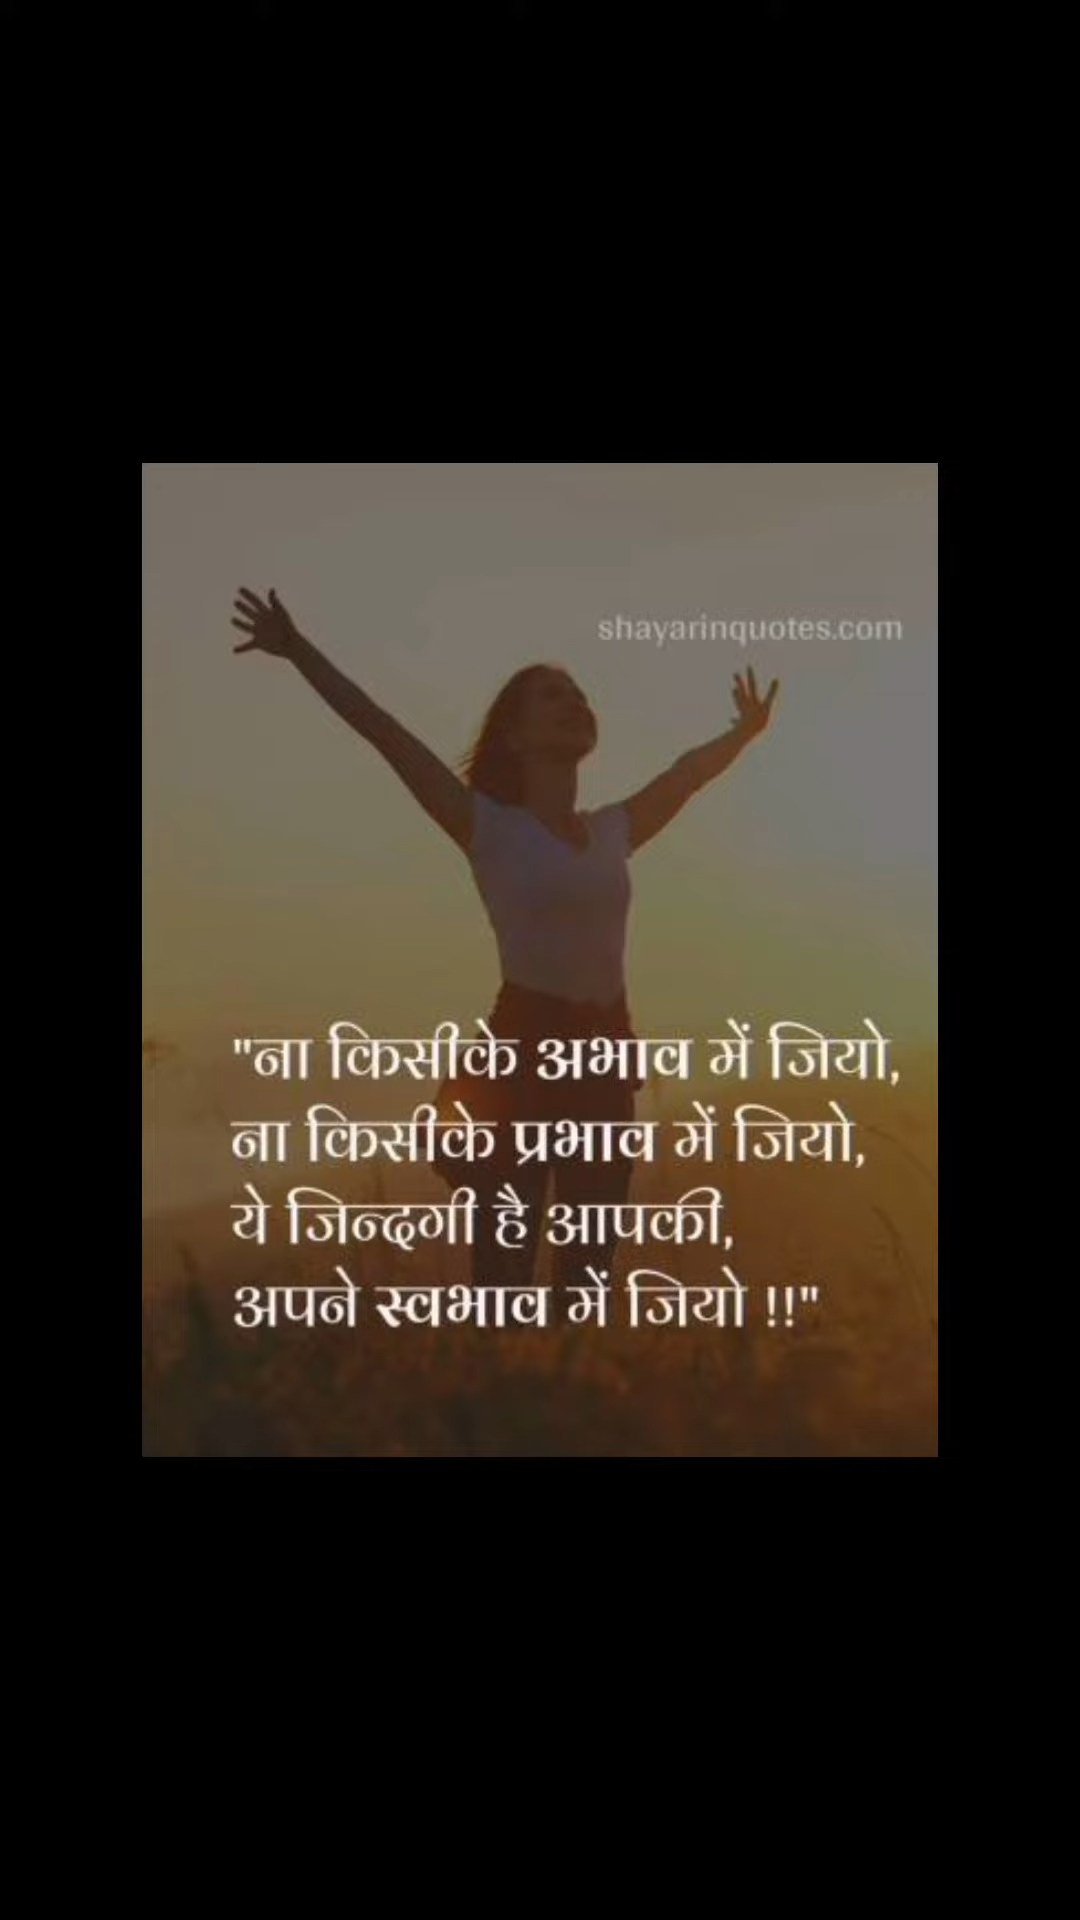 shayarinquotes.com
"ना किसीके अभाव में जियो,
ना किसीके प्रभाव में जियो,
ये जिन्दगी है आपकी,
अपने स्वभाव में जियो !!"